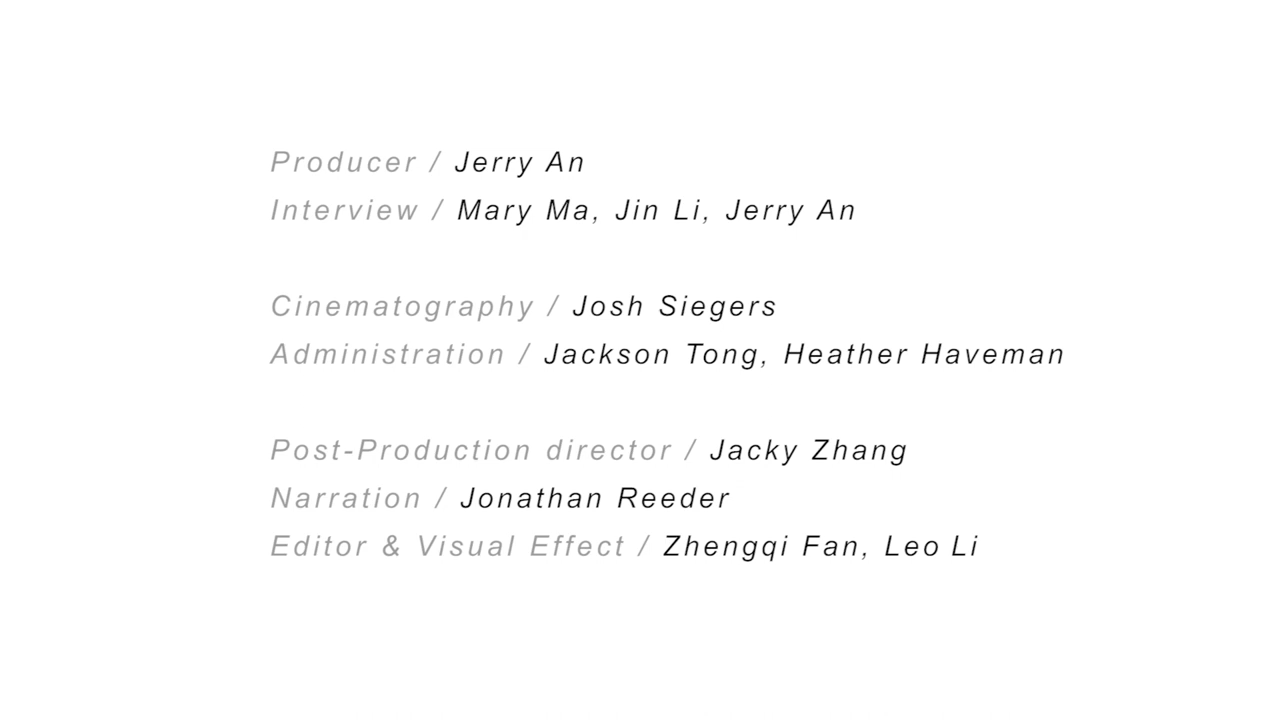 Producer / Jerry An
Interview / Mary Ma, Jin Li, Jerry An
Cinematography / Josh Siegers
Administration / Jackson Tong, Heather Haveman
Post-Production director / Jacky Zhang
Narration / Jonathan Reeder
Editor & Visual Effect / Zhengqi Fan, Leo Li